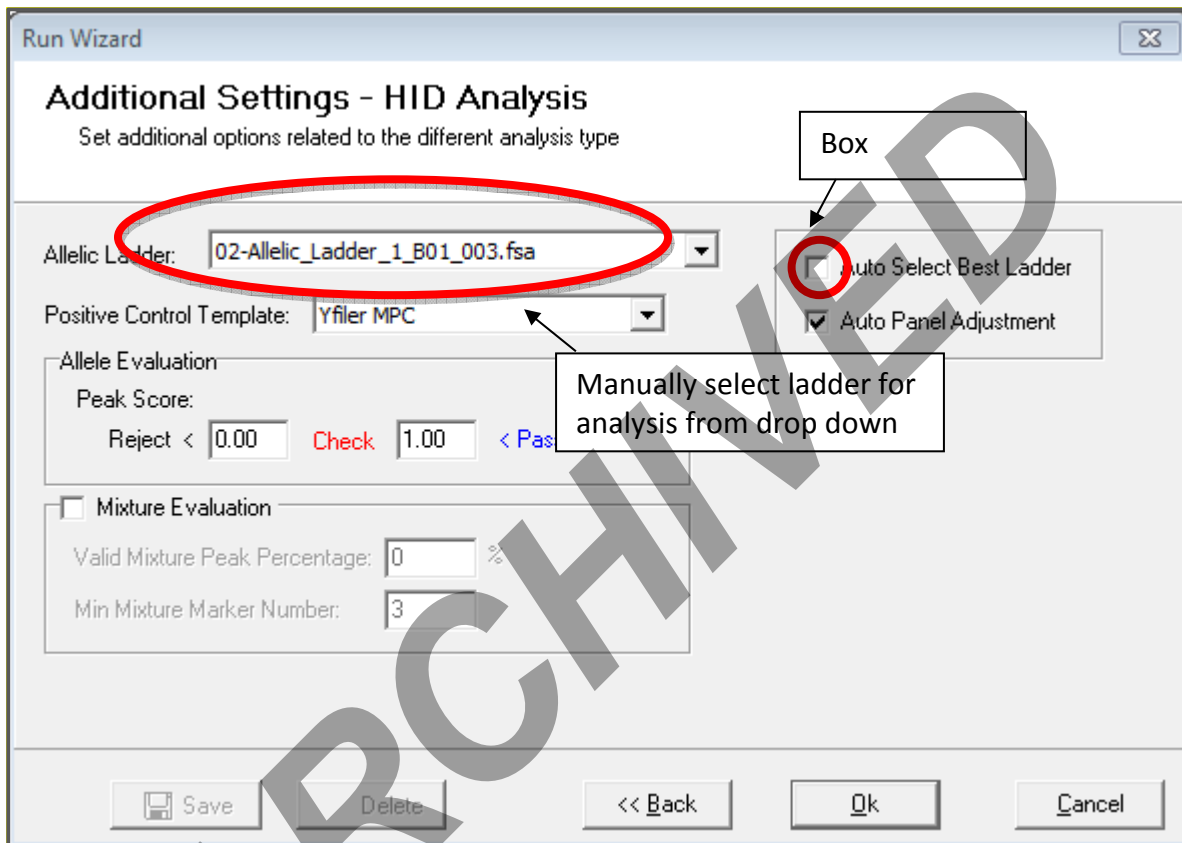 Run Wizard
Additional Settings - HID Analysis
Set additional options related to the different analysis type
Box
Allelic Ladder: 02-Allelic_Ladder_1_B01_003.fsa
Auto Select Best Ladder
Positive Control Template: Yfiler MPC
Auto Panel Adjustment
Allele Evaluation
Manually select ladder for
analysis from drop down
Peak Score:
Reject < 0.00 Check 1.00 < Pas
Mixture Evaluation
Valid Mixture Peak Percentage: 0 %
Min Mixture Marker Number: 3
Save Delete << Back Ok Cancel
RCHIVED